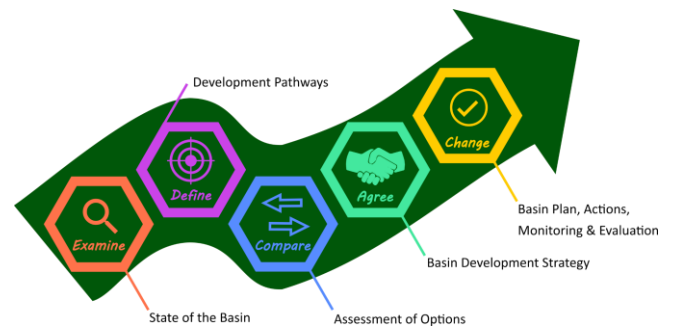 Development Pathways
Examine
Define
Compare
Agree
Change
State of the Basin
Assessment of Options
Basin Development Strategy
Basin Plan, Actions,
Monitoring & Evaluation